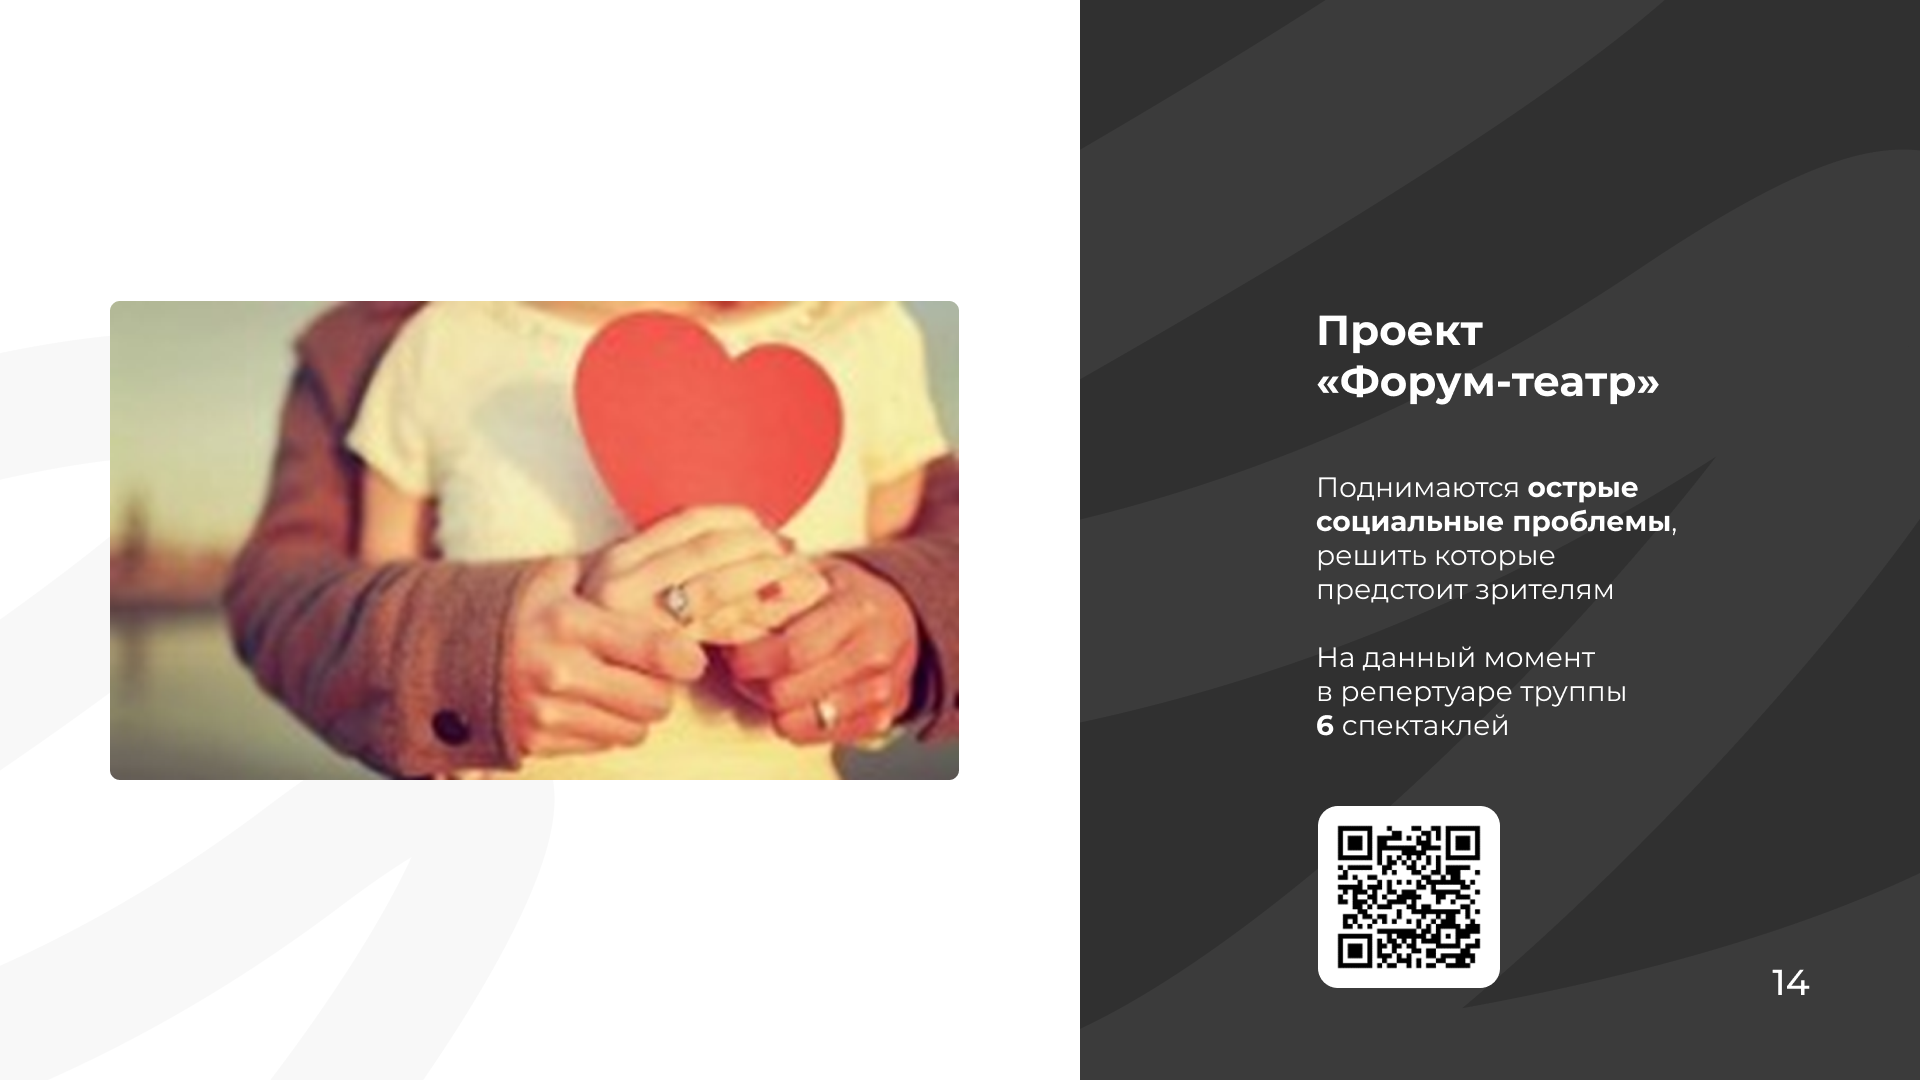 Проект
«Форум-театр»
Поднимаются острые
социальные проблемы,
решить которые
предстоит зрителям
На данный момент
в репертуаре труппы
6 спектаклей
14